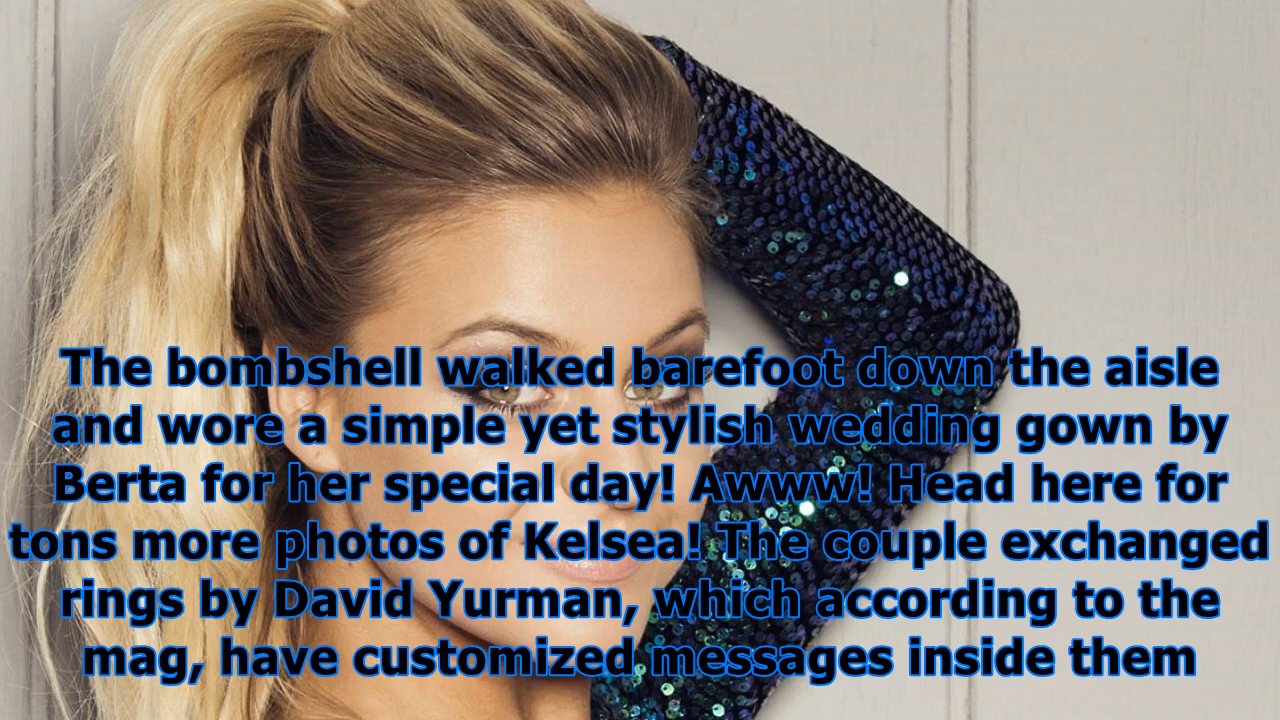 The bombshell walked barefoot down the aisle
and wore a simple yet stylish wedding gown by
Berta for her special day! Awww! Head here for
tons more photos of Kelsea! The couple exchanged
rings by David Yurman, which according to the
mag, have customized messages inside them